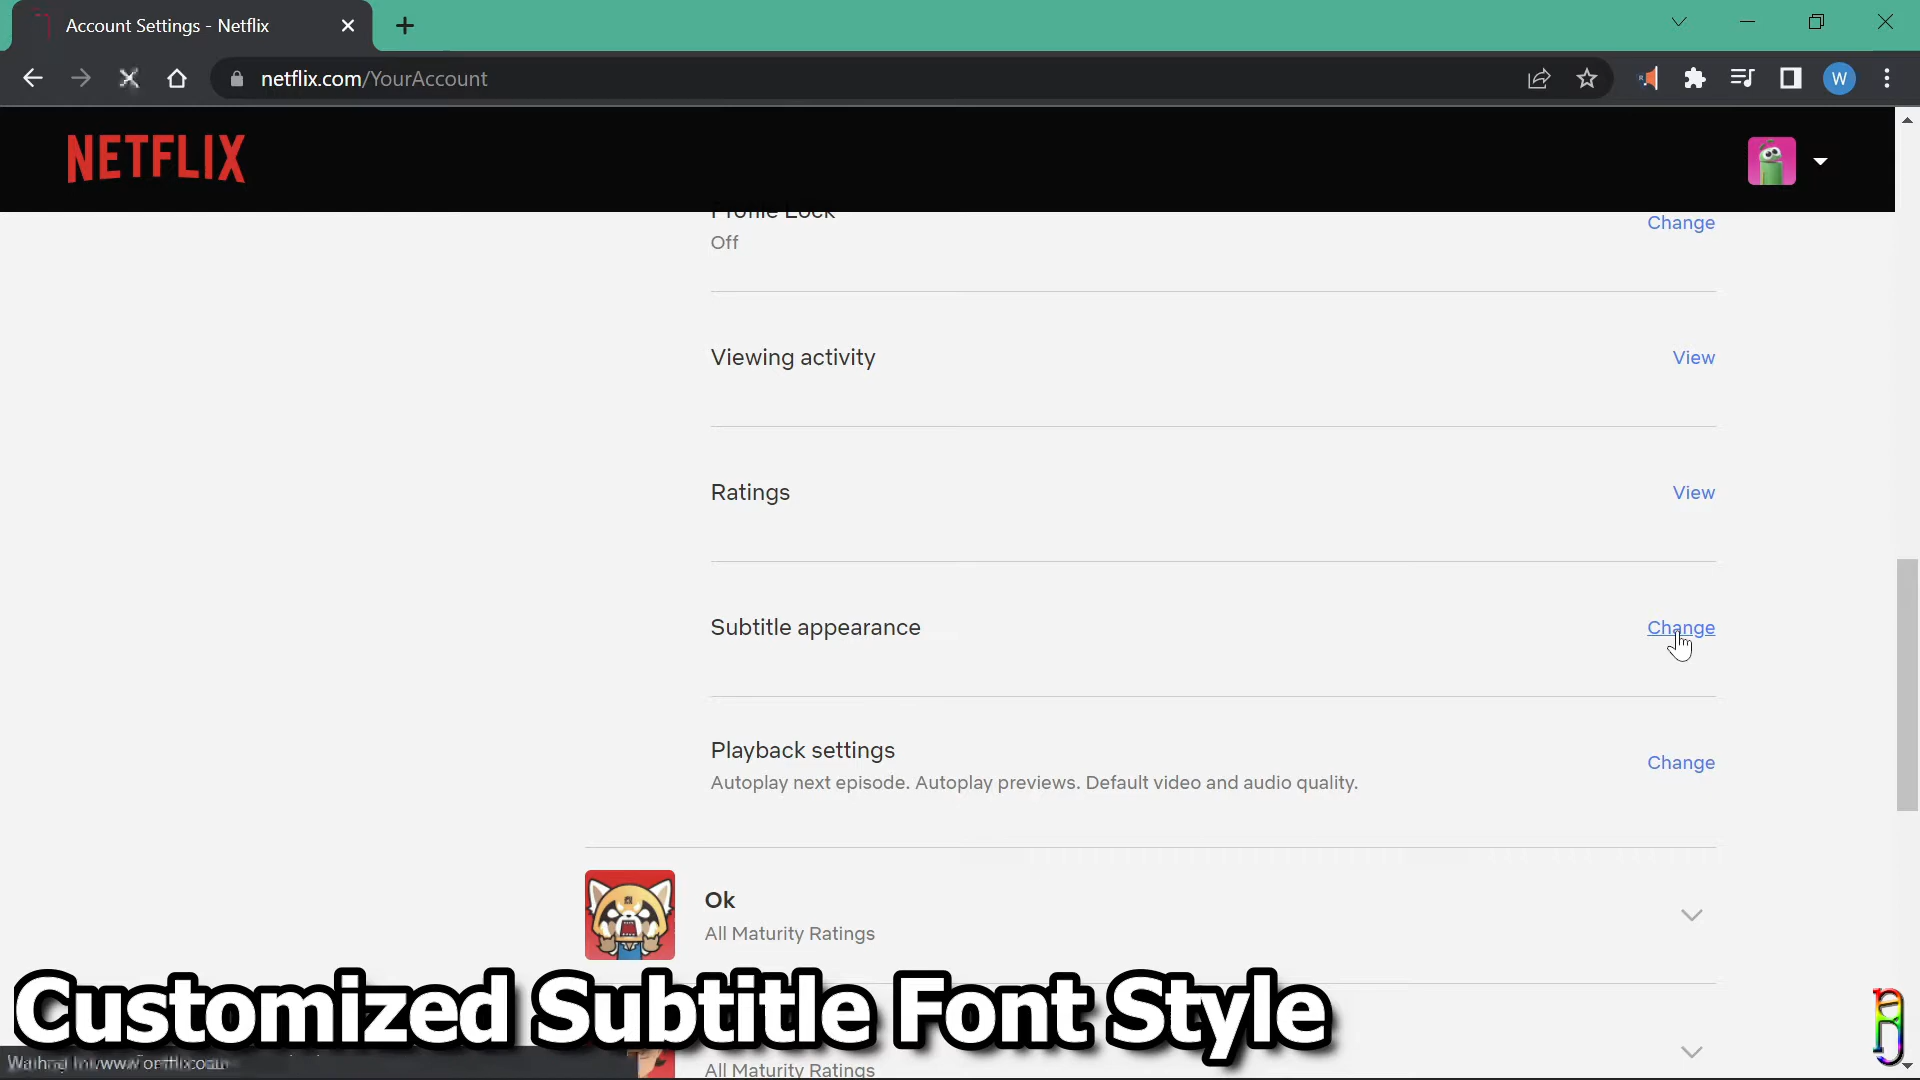 Account Settings - Netflix
netflix.com/YourAccount
W
NETFLIX
Profile Lock
Change
Off
Viewing activity
View
Ratings
View
Subtitle appearance
Change
Playback settings
Change
Autoplay next episode. Autoplay previews. Default video and audio quality.
Ok
All Maturity Ratings
Customized Subtitle Font Style
All Maturity Ratings